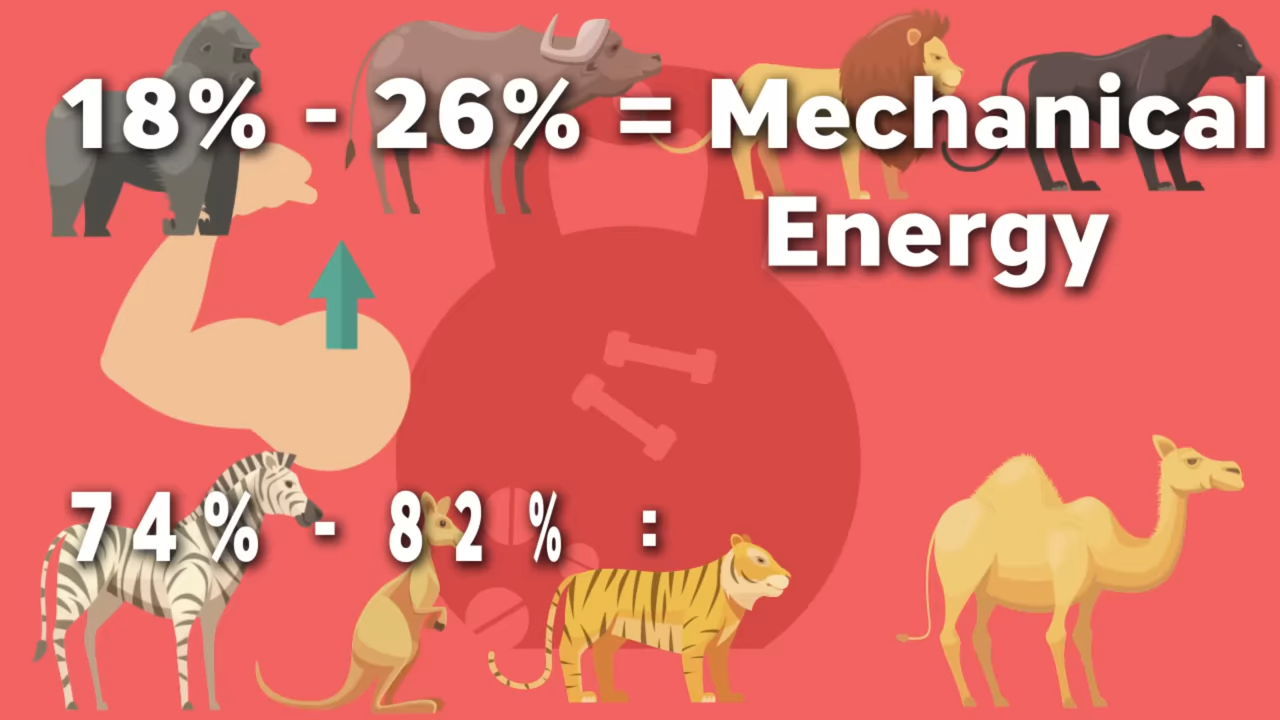 18% - 26% = Mechanical
Energy
74% - 82% :